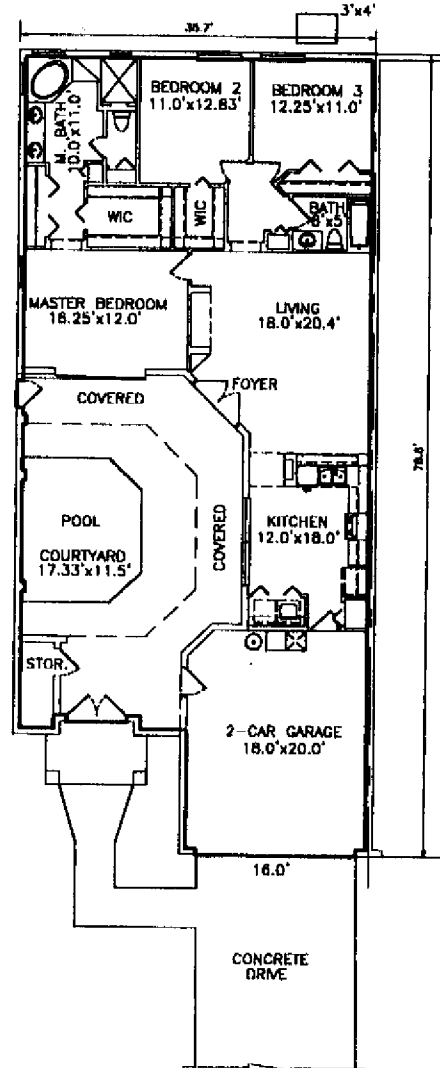 3'x4'
35.7'
BEDROOM 2
11.0'x12.83'
BEDROOM 3
12.25'x11.0'
M. BATH
10.0'x11.0'
WIC
WIC
BATH
MASTER BEDROOM
18.25'x12.0'
LIVING
18.0'x20.4'
FOYER
COVERED
COVERED
POOL
COURTYARD
17.33'x11.5'
KITCHEN
12.0'x18.0'
STOR.
2-CAR GARAGE
18.0'x20.0'
16.0'
CONCRETE
DRIVE